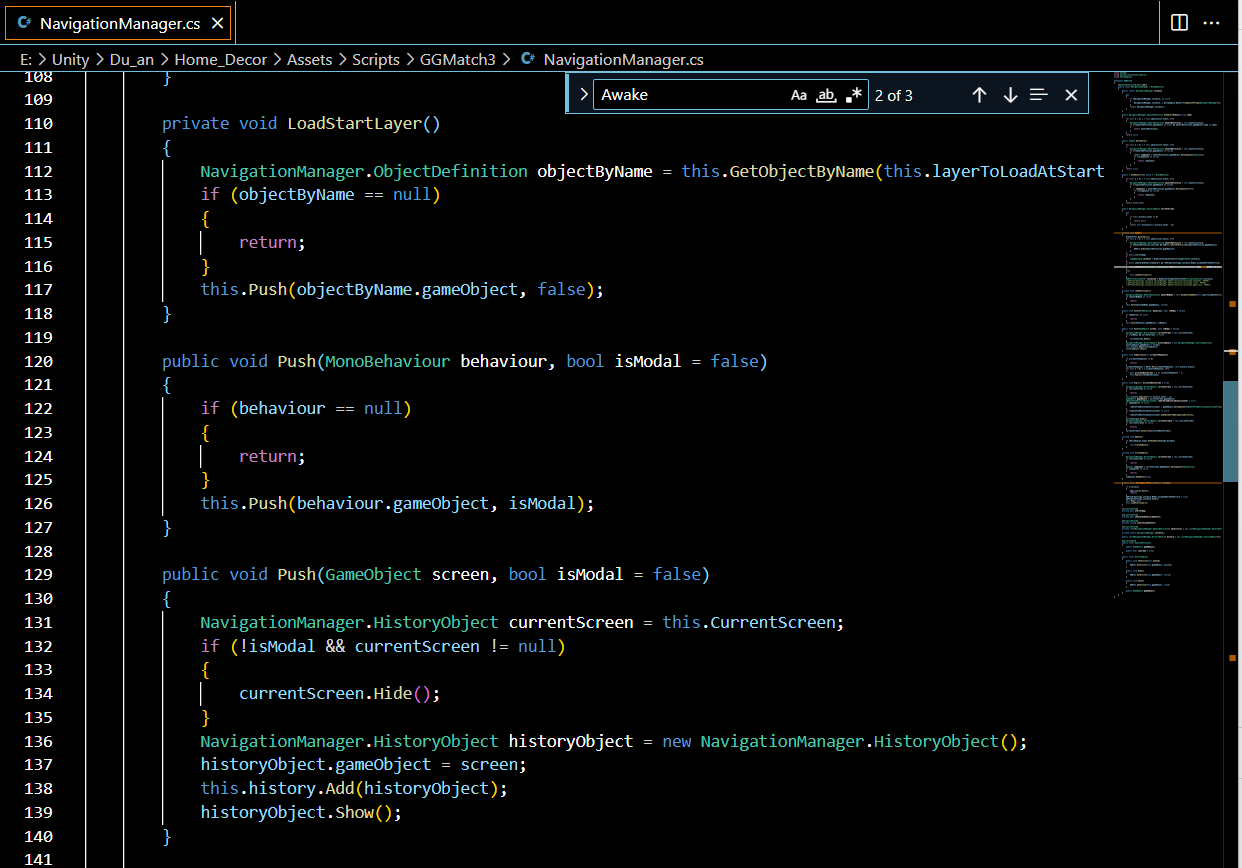 C# NavigationManager.cs
E: > Unity > Du_an > Home_Decor > Assets > Scripts > GGMatch3 > C# NavigationManager.cs
Awake Aa ab 2 of 3
108 }
109
110 private void LoadStartLayer()
111 {
112 NavigationManager.ObjectDefinition objectByName = this.GetObjectByName(this.layerToLoadAtStart
113 if (objectByName == null)
114 {
115 return;
116 }
117 this.Push(objectByName.gameObject, false);
118 }
119
120 public void Push(MonoBehaviour behaviour, bool isModal = false)
121 {
122 if (behaviour == null)
123 {
124 return;
125 }
126 this.Push(behaviour.gameObject, isModal);
127 }
128
129 public void Push(GameObject screen, bool isModal = false)
130 {
131 NavigationManager.HistoryObject currentScreen = this.CurrentScreen;
132 if (!isModal && currentScreen != null)
133 {
134 currentScreen.Hide();
135 }
136 NavigationManager.HistoryObject historyObject = new NavigationManager.HistoryObject();
137 historyObject.gameObject = screen;
138 this.history.Add(historyObject);
139 historyObject.Show();
140 }
141